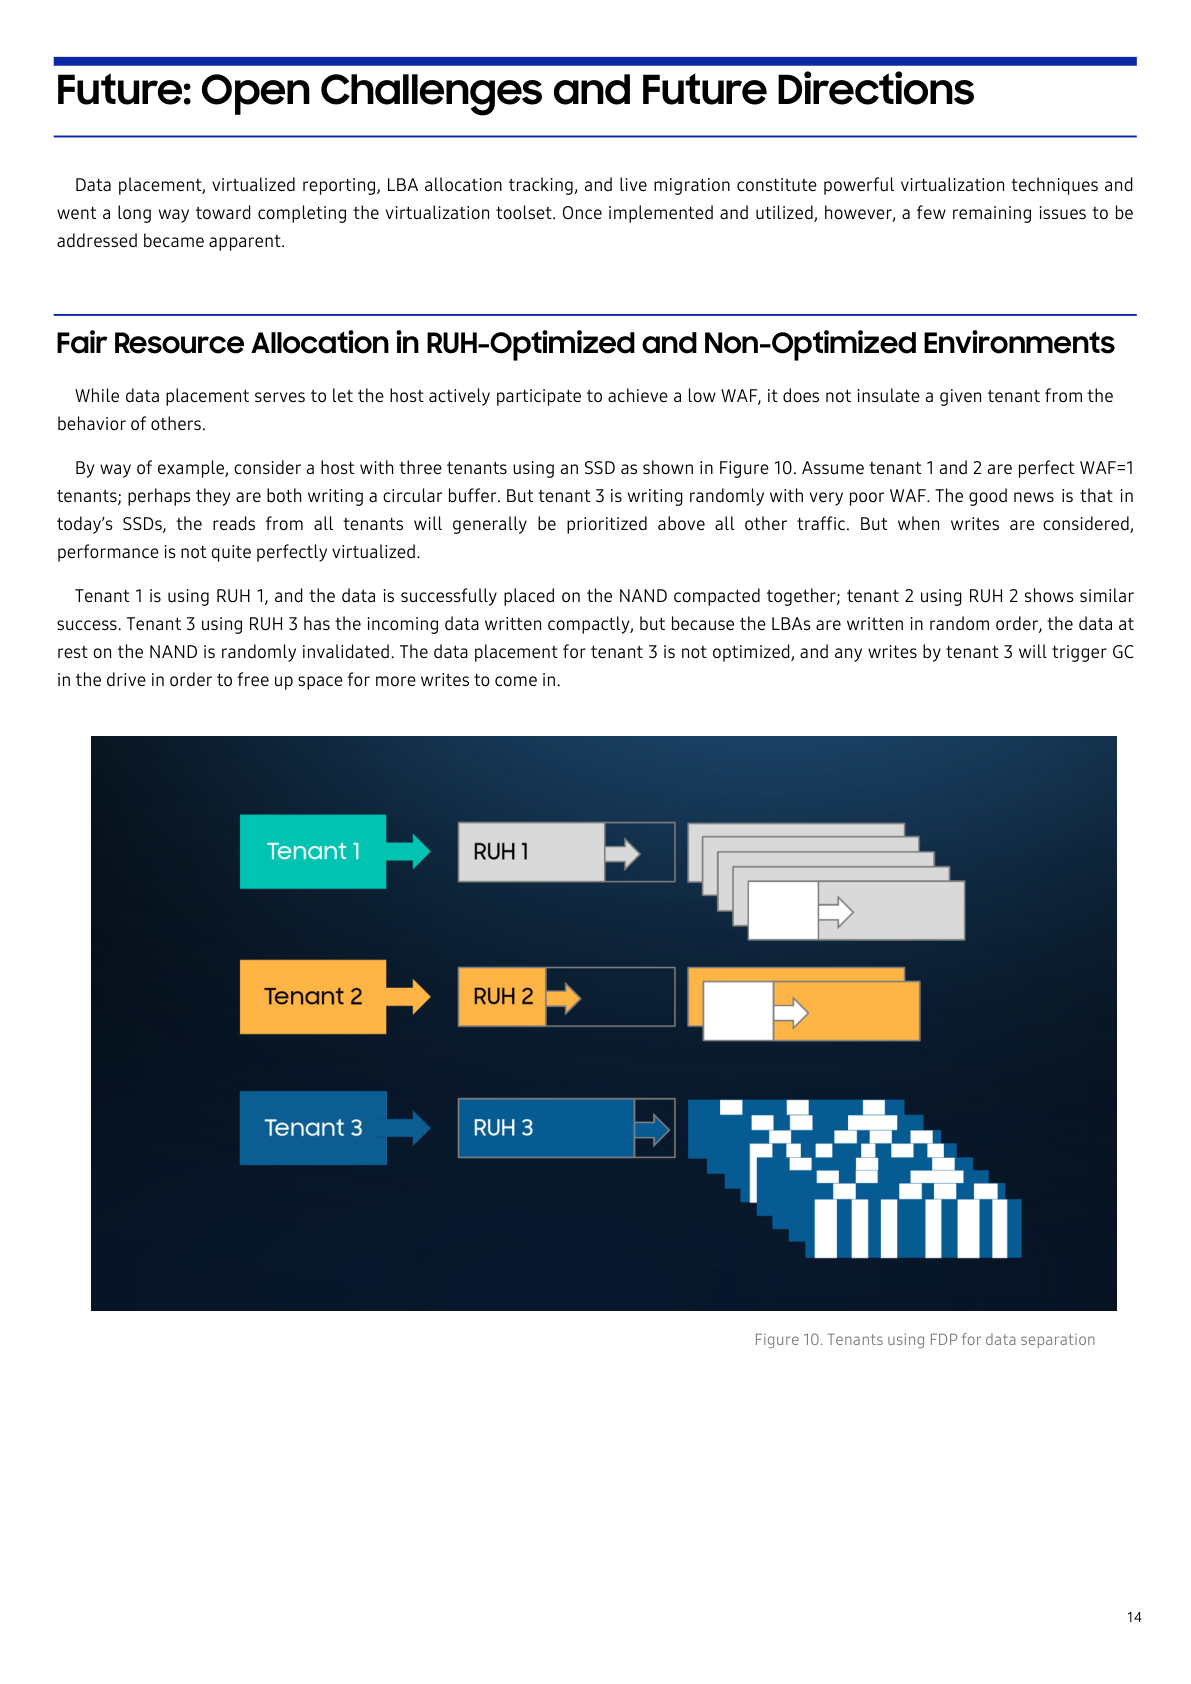 Future: Open Challenges and Future Directions
Data placement, virtualized reporting, LBA allocation tracking, and live migration constitute powerful virtualization techniques and
went a long way toward completing the virtualization toolset. Once implemented and utilized, however, a few remaining issues to be
addressed became apparent.
Fair Resource Allocation in RUH-Optimized and Non-Optimized Environments
While data placement serves to let the host actively participate to achieve a low WAF, it does not insulate a given tenant from the
behavior of others.
By way of example, consider a host with three tenants using an SSD as shown in Figure 10. Assume tenant 1 and 2 are perfect WAF=1
tenants; perhaps they are both writing a circular buffer. But tenant 3 is writing randomly with very poor WAF. The good news is that in
today’s SSDs, the reads from all tenants will generally be prioritized above all other traffic. But when writes are considered,
performance is not quite perfectly virtualized.
Tenant 1 is using RUH 1, and the data is successfully placed on the NAND compacted together; tenant 2 using RUH 2 shows similar
success. Tenant 3 using RUH 3 has the incoming data written compactly, but because the LBAs are written in random order, the data at
rest on the NAND is randomly invalidated. The data placement for tenant 3 is not optimized, and any writes by tenant 3 will trigger GC
in the drive in order to free up space for more writes to come in.
Tenant 1
RUH 1
Tenant 2
RUH 2
Tenant 3
RUH 3
Figure 10. Tenants using FDP for data separation
14